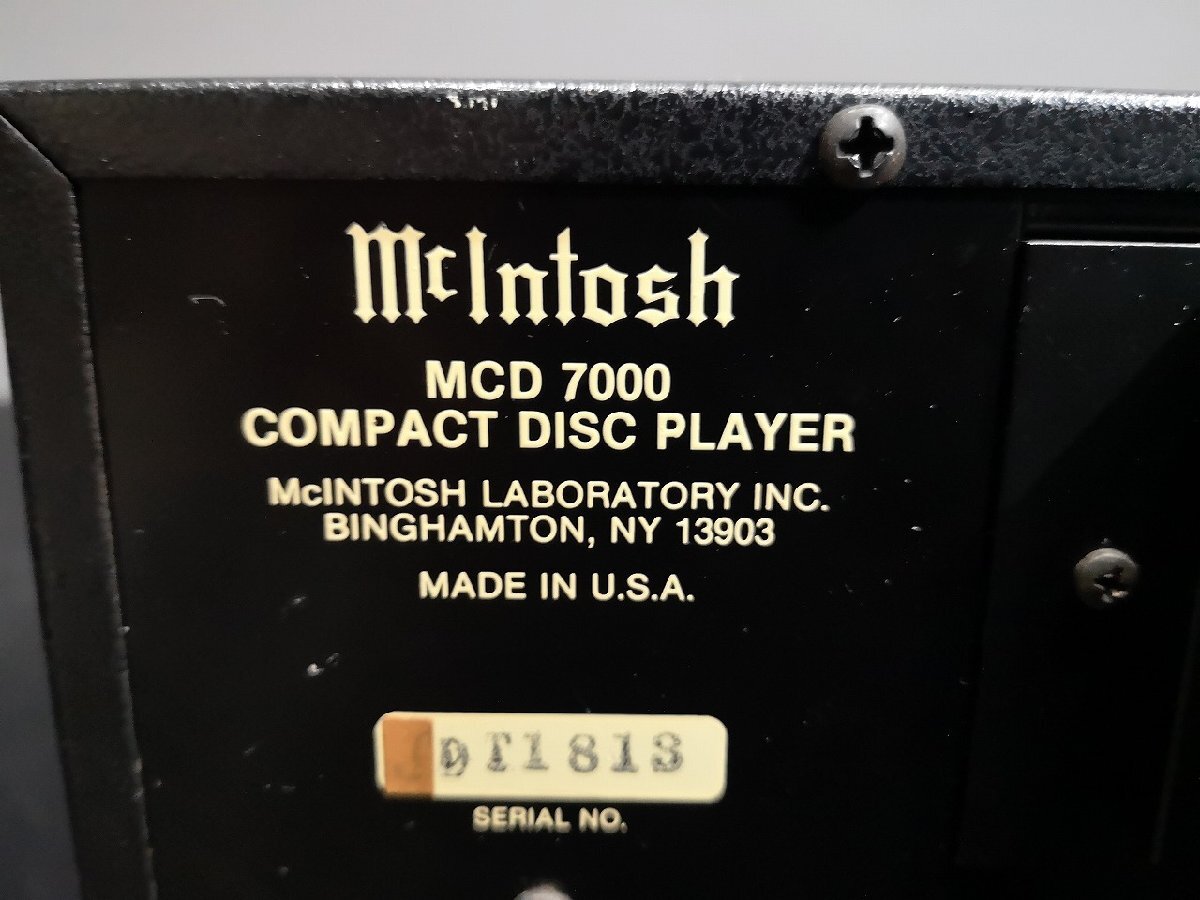 McIntosh
MCD 7000
COMPACT DISC PLAYER
McINTOSH LABORATORY INC.
BINGHAMTON, NY 13903
MADE IN U.S.A.
SERIAL NO.